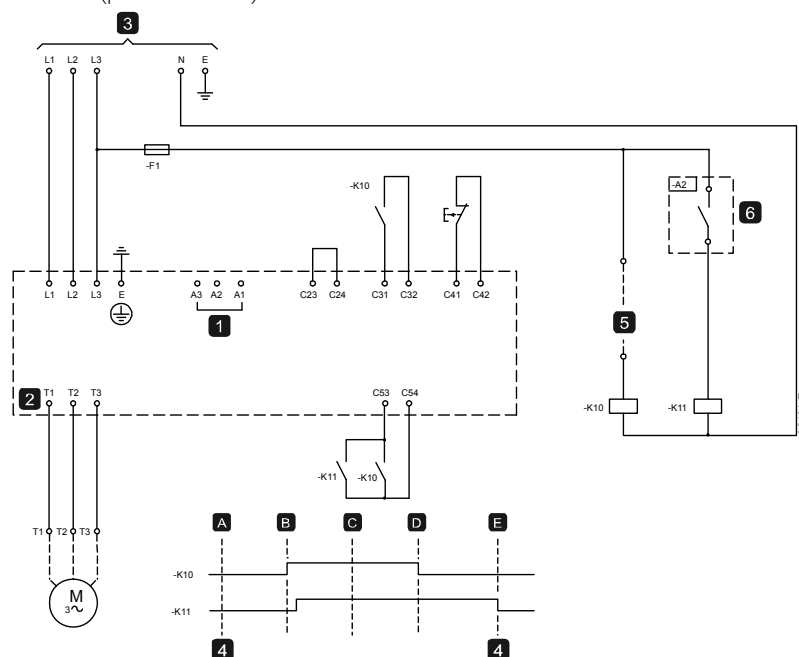 3
L1 L2 L3 N E
-F1
-K10
-A2
6
L1 L2 L3 E A3 A2 A1 C23 C24 C31 C32 C41 C42
1
5
2 T1 T2 T3 C53 C54
-K10 -K11
-K11 -K10
A B C D E
T1 T2 T3
-K10
M
3~
-K11
4 4